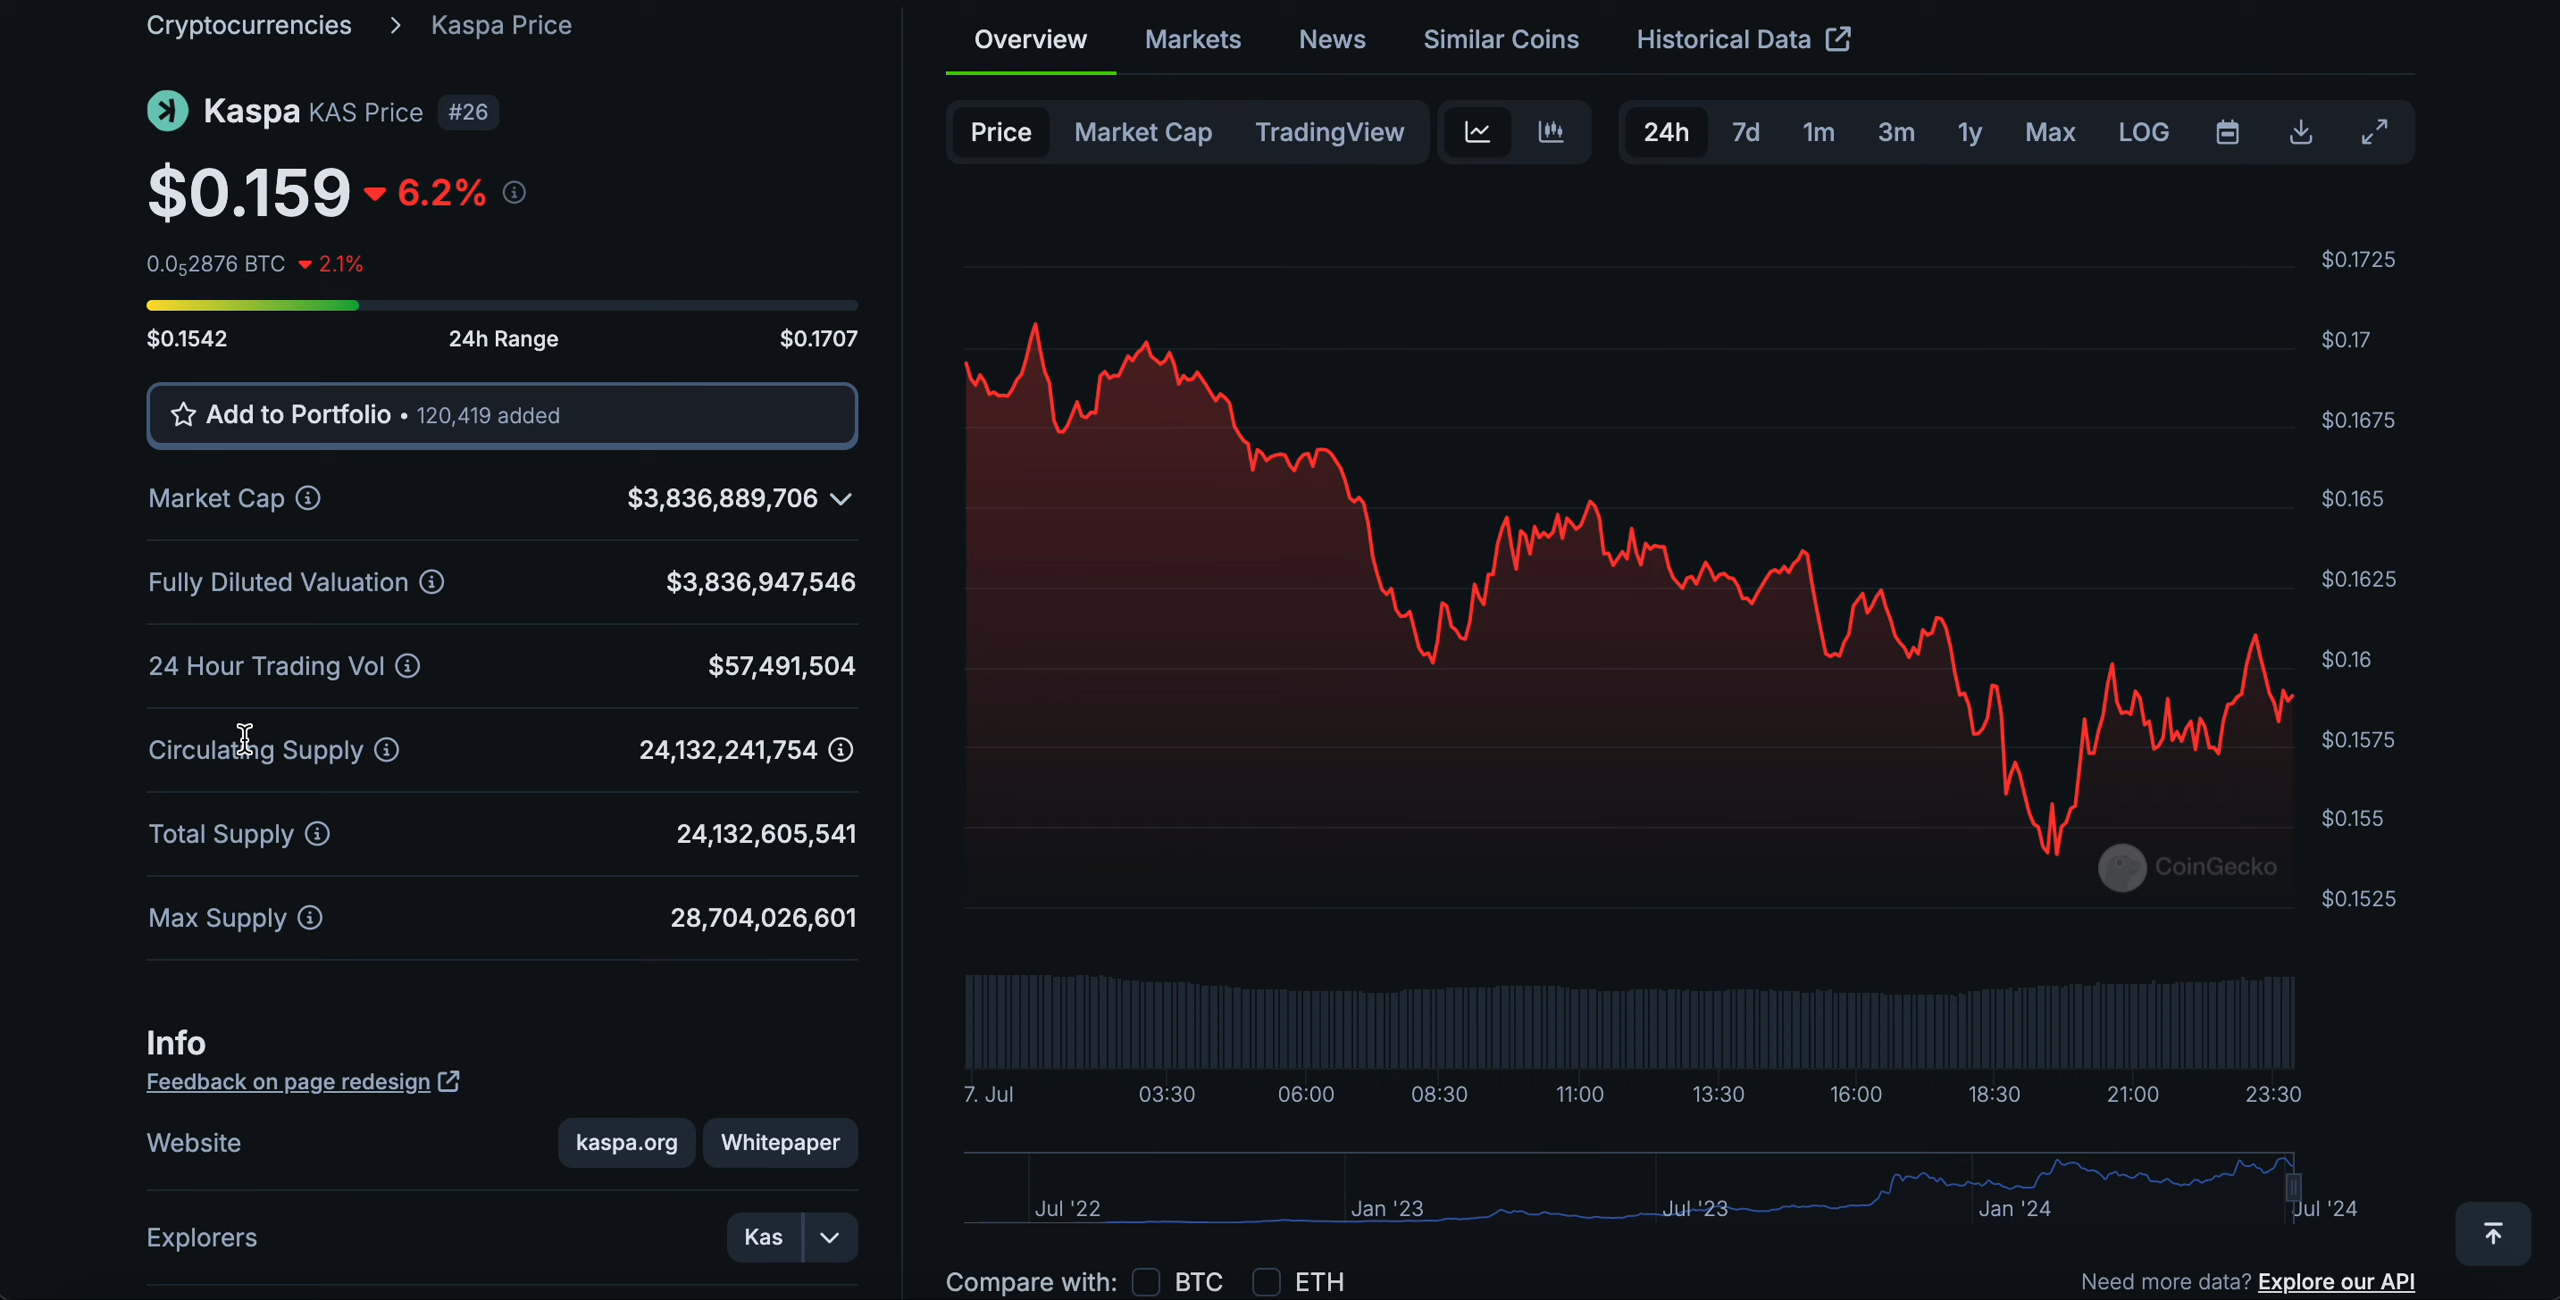 Cryptocurrencies > Kaspa Price
Kaspa KAS Price #26
$0.159 6.2%
0.0₅2876 BTC 2.1%
$0.1542 24h Range $0.1707
Add to Portfolio • 120,419 added
Market Cap $3,836,889,706
Fully Diluted Valuation $3,836,947,546
24 Hour Trading Vol $57,491,504
Circulating Supply 24,132,241,754
Total Supply 24,132,605,541
Max Supply 28,704,026,601
Info
Feedback on page redesign
Website kaspa.org Whitepaper
Explorers Kas
Overview Markets News Similar Coins Historical Data
Price Market Cap TradingView 24h 7d 1m 3m 1y Max LOG
$0.1725
$0.17
$0.1675
$0.165
$0.1625
$0.16
$0.1575
$0.155
CoinGecko
$0.1525
7. Jul 03:30 06:00 08:30 11:00 13:30 16:00 18:30 21:00 23:30
Jul '22 Jan '23 Jul '23 Jan '24 Jul '24
Compare with: BTC ETH
Need more data? Explore our API